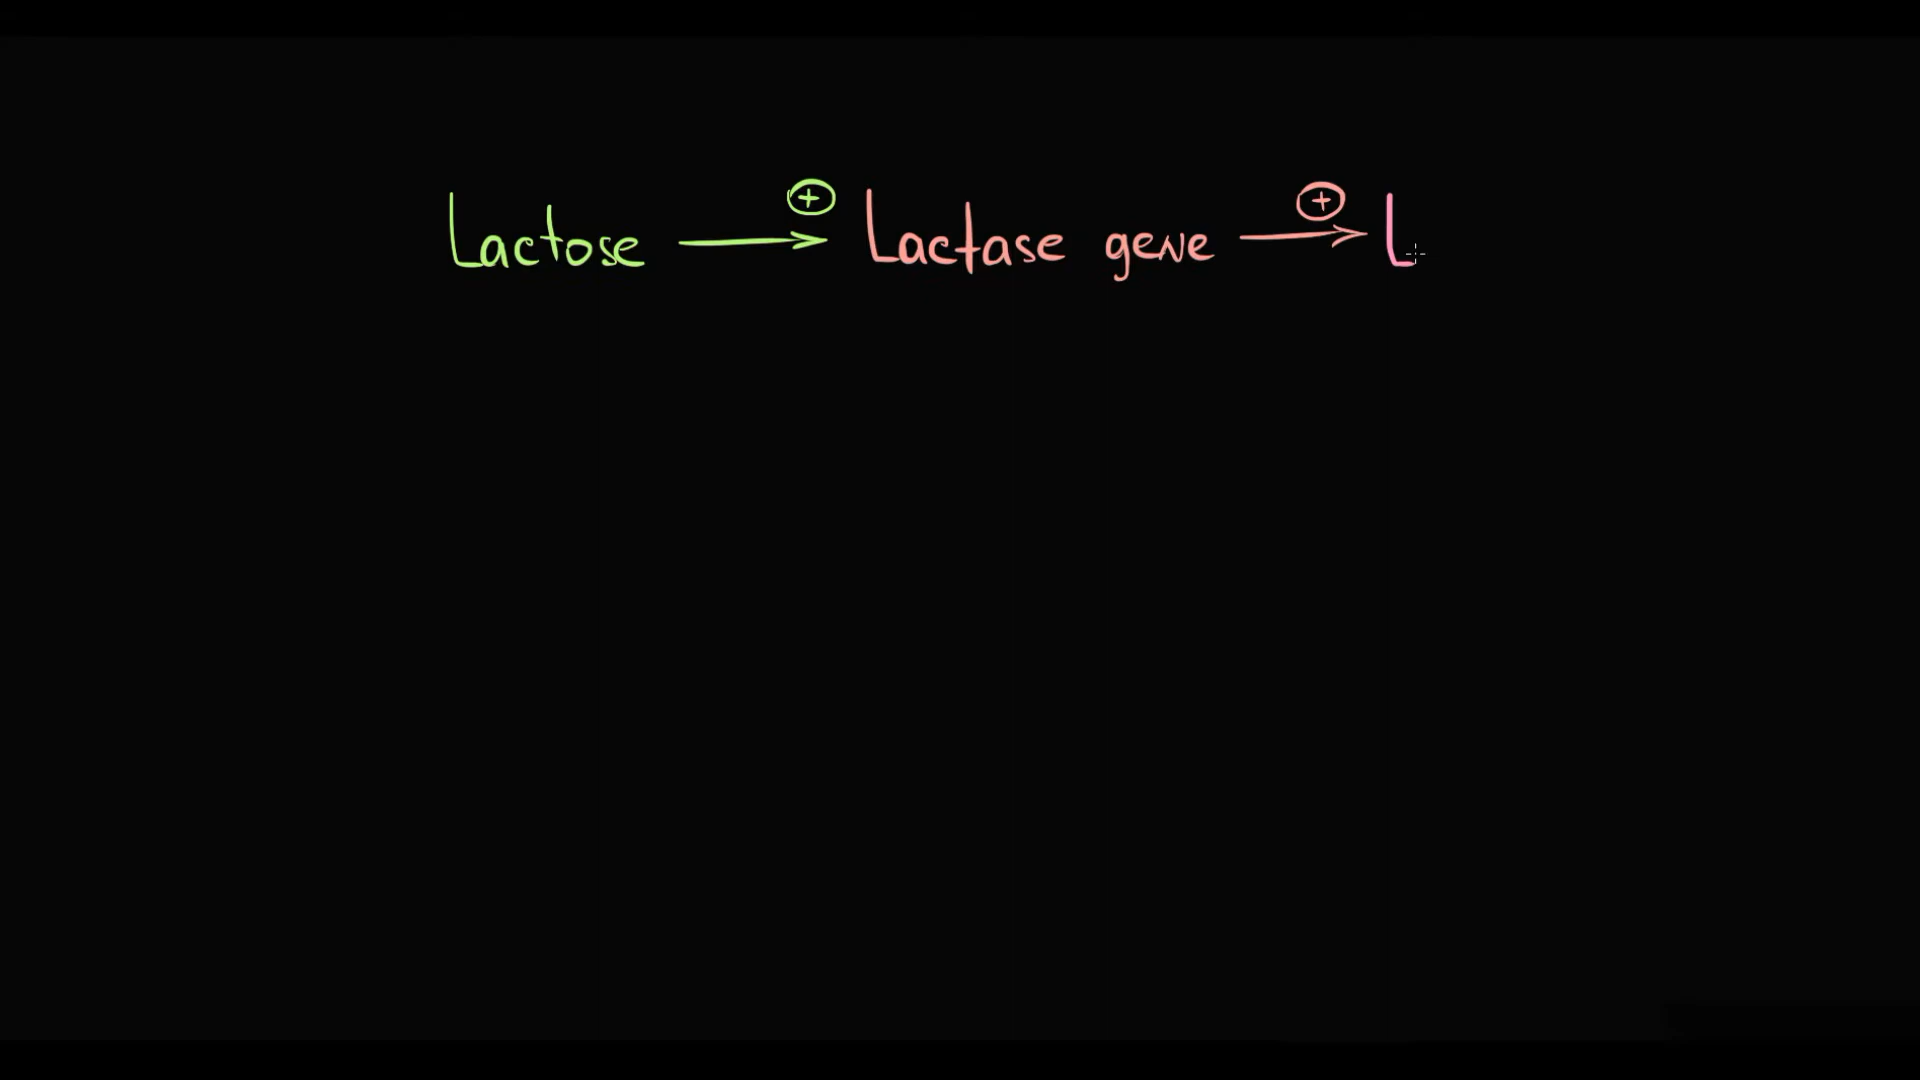 Lactose ⊕→ Lactase gene ⊕→ L